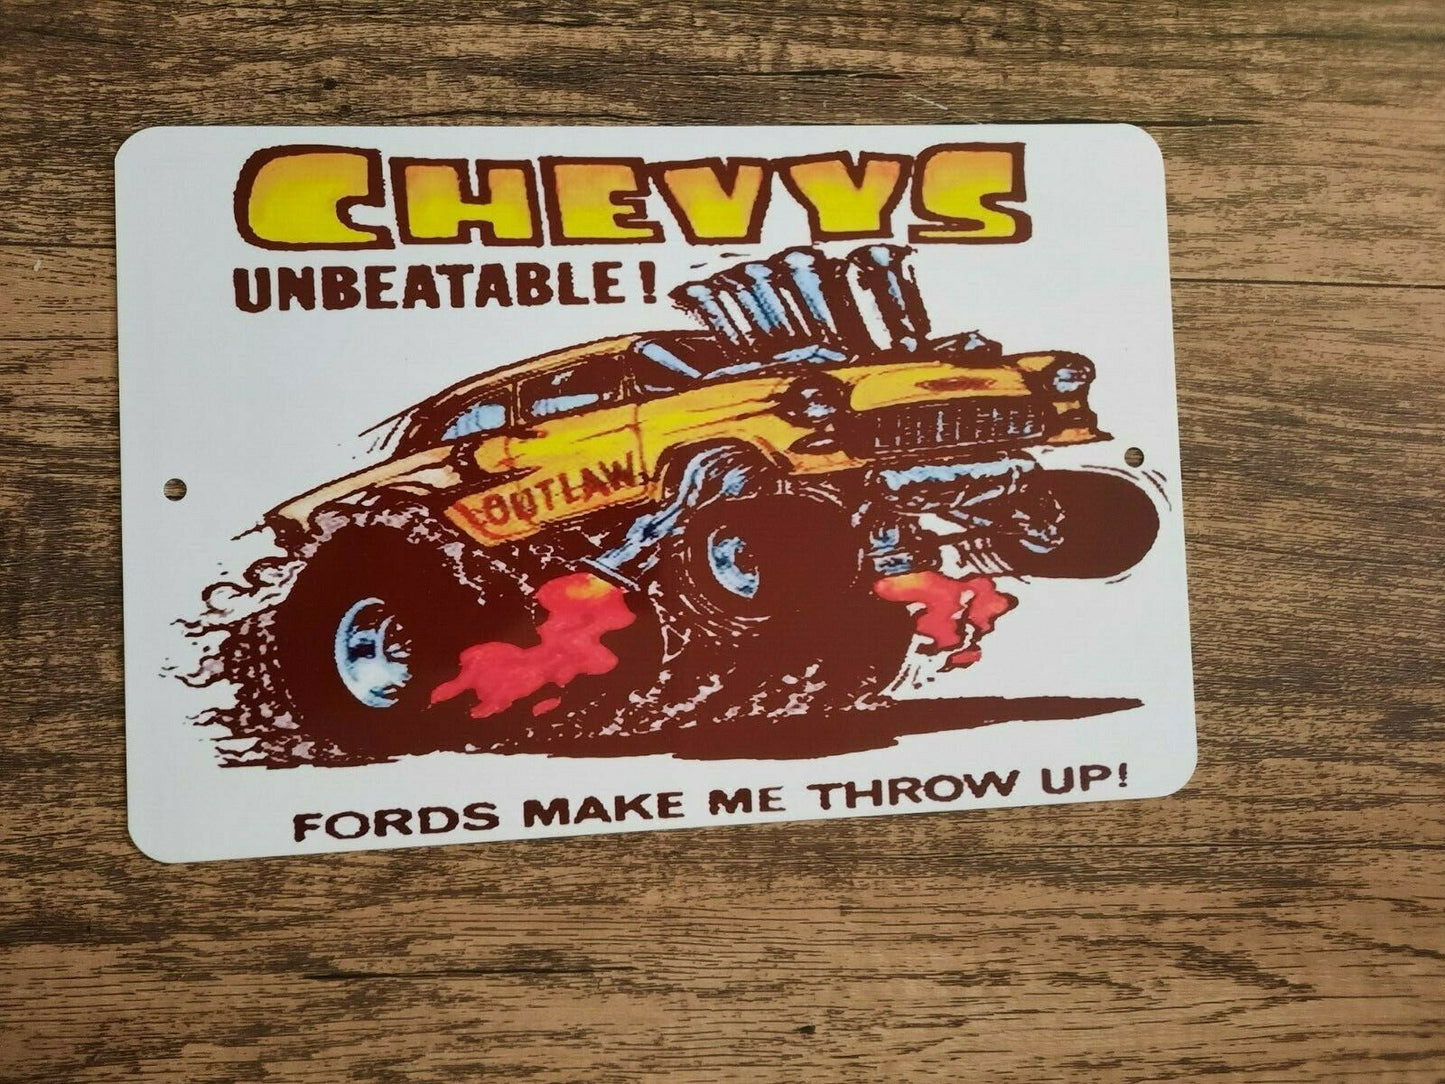 CHEVYS
UNBEATABLE!
OUTLAW
FORDS MAKE ME THROW UP!